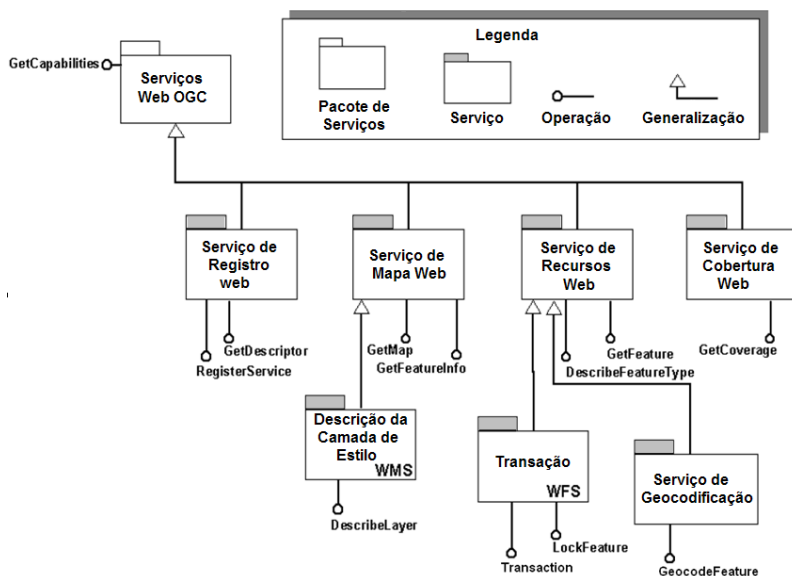 GetCapabilities
Serviços
Web OGC
Legenda
Pacote de
Serviços
Serviço
Operação
Generalização
Serviço de
Registro
web
Serviço de
Mapa Web
Serviço de
Recursos
Web
Serviço de
Cobertura
Web
GetDescriptor
RegisterService
GetMap
GetFeatureInfo
GetFeature
DescribeFeatureType
GetCoverage
Descrição da
Camada de
Estilo
WMS
DescribeLayer
Transação
WFS
LockFeature
Transaction
Serviço de
Geocodificação
GeocodeFeature